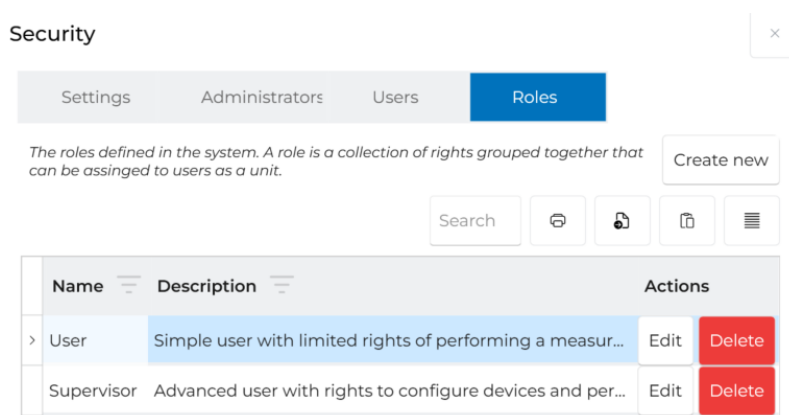 Security
Settings Administrators Users Roles
The roles defined in the system. A role is a collection of rights grouped together that
can be assinged to users as a unit.
Create new
Search
Name Description Actions
User Simple user with limited rights of performing a measur... Edit Delete
Supervisor Advanced user with rights to configure devices and per... Edit Delete